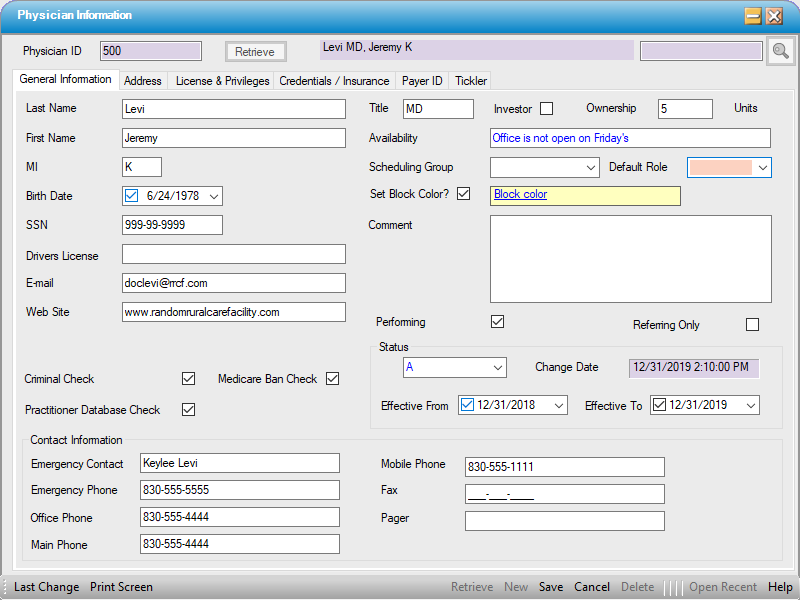 Physician Information
Physician ID 500 Retrieve Levi MD, Jeremy K
General Information Address License & Privileges Credentials / Insurance Payer ID Tickler
Last Name Levi Title MD Investor Ownership 5 Units
First Name Jeremy Availability Office is not open on Friday's
MI K Scheduling Group Default Role
Birth Date 6/24/1978 Set Block Color? Block color
SSN 999-99-9999 Comment
Drivers License
E-mail doclevi@rrcf.com
Web Site www.randomruralcarefacility.com
Performing Referring Only
Status
A Change Date 12/31/2019 2:10:00 PM
Criminal Check Medicare Ban Check
Effective From 12/31/2018 Effective To 12/31/2019
Practitioner Database Check
Contact Information
Emergency Contact Keylee Levi Mobile Phone 830-555-1111
Emergency Phone 830-555-5555 Fax ___-___-____
Office Phone 830-555-4444 Pager
Main Phone 830-555-4444
Last Change Print Screen Retrieve New Save Cancel Delete Open Recent Help